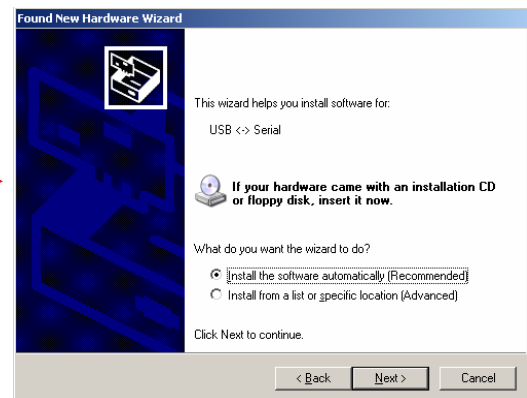 Found New Hardware Wizard
This wizard helps you install software for:
USB <-> Serial
If your hardware came with an installation CD
or floppy disk, insert it now.
What do you want the wizard to do?
Install the software automatically (Recommended)
Install from a list or specific location (Advanced)
Click Next to continue.
< Back Next > Cancel